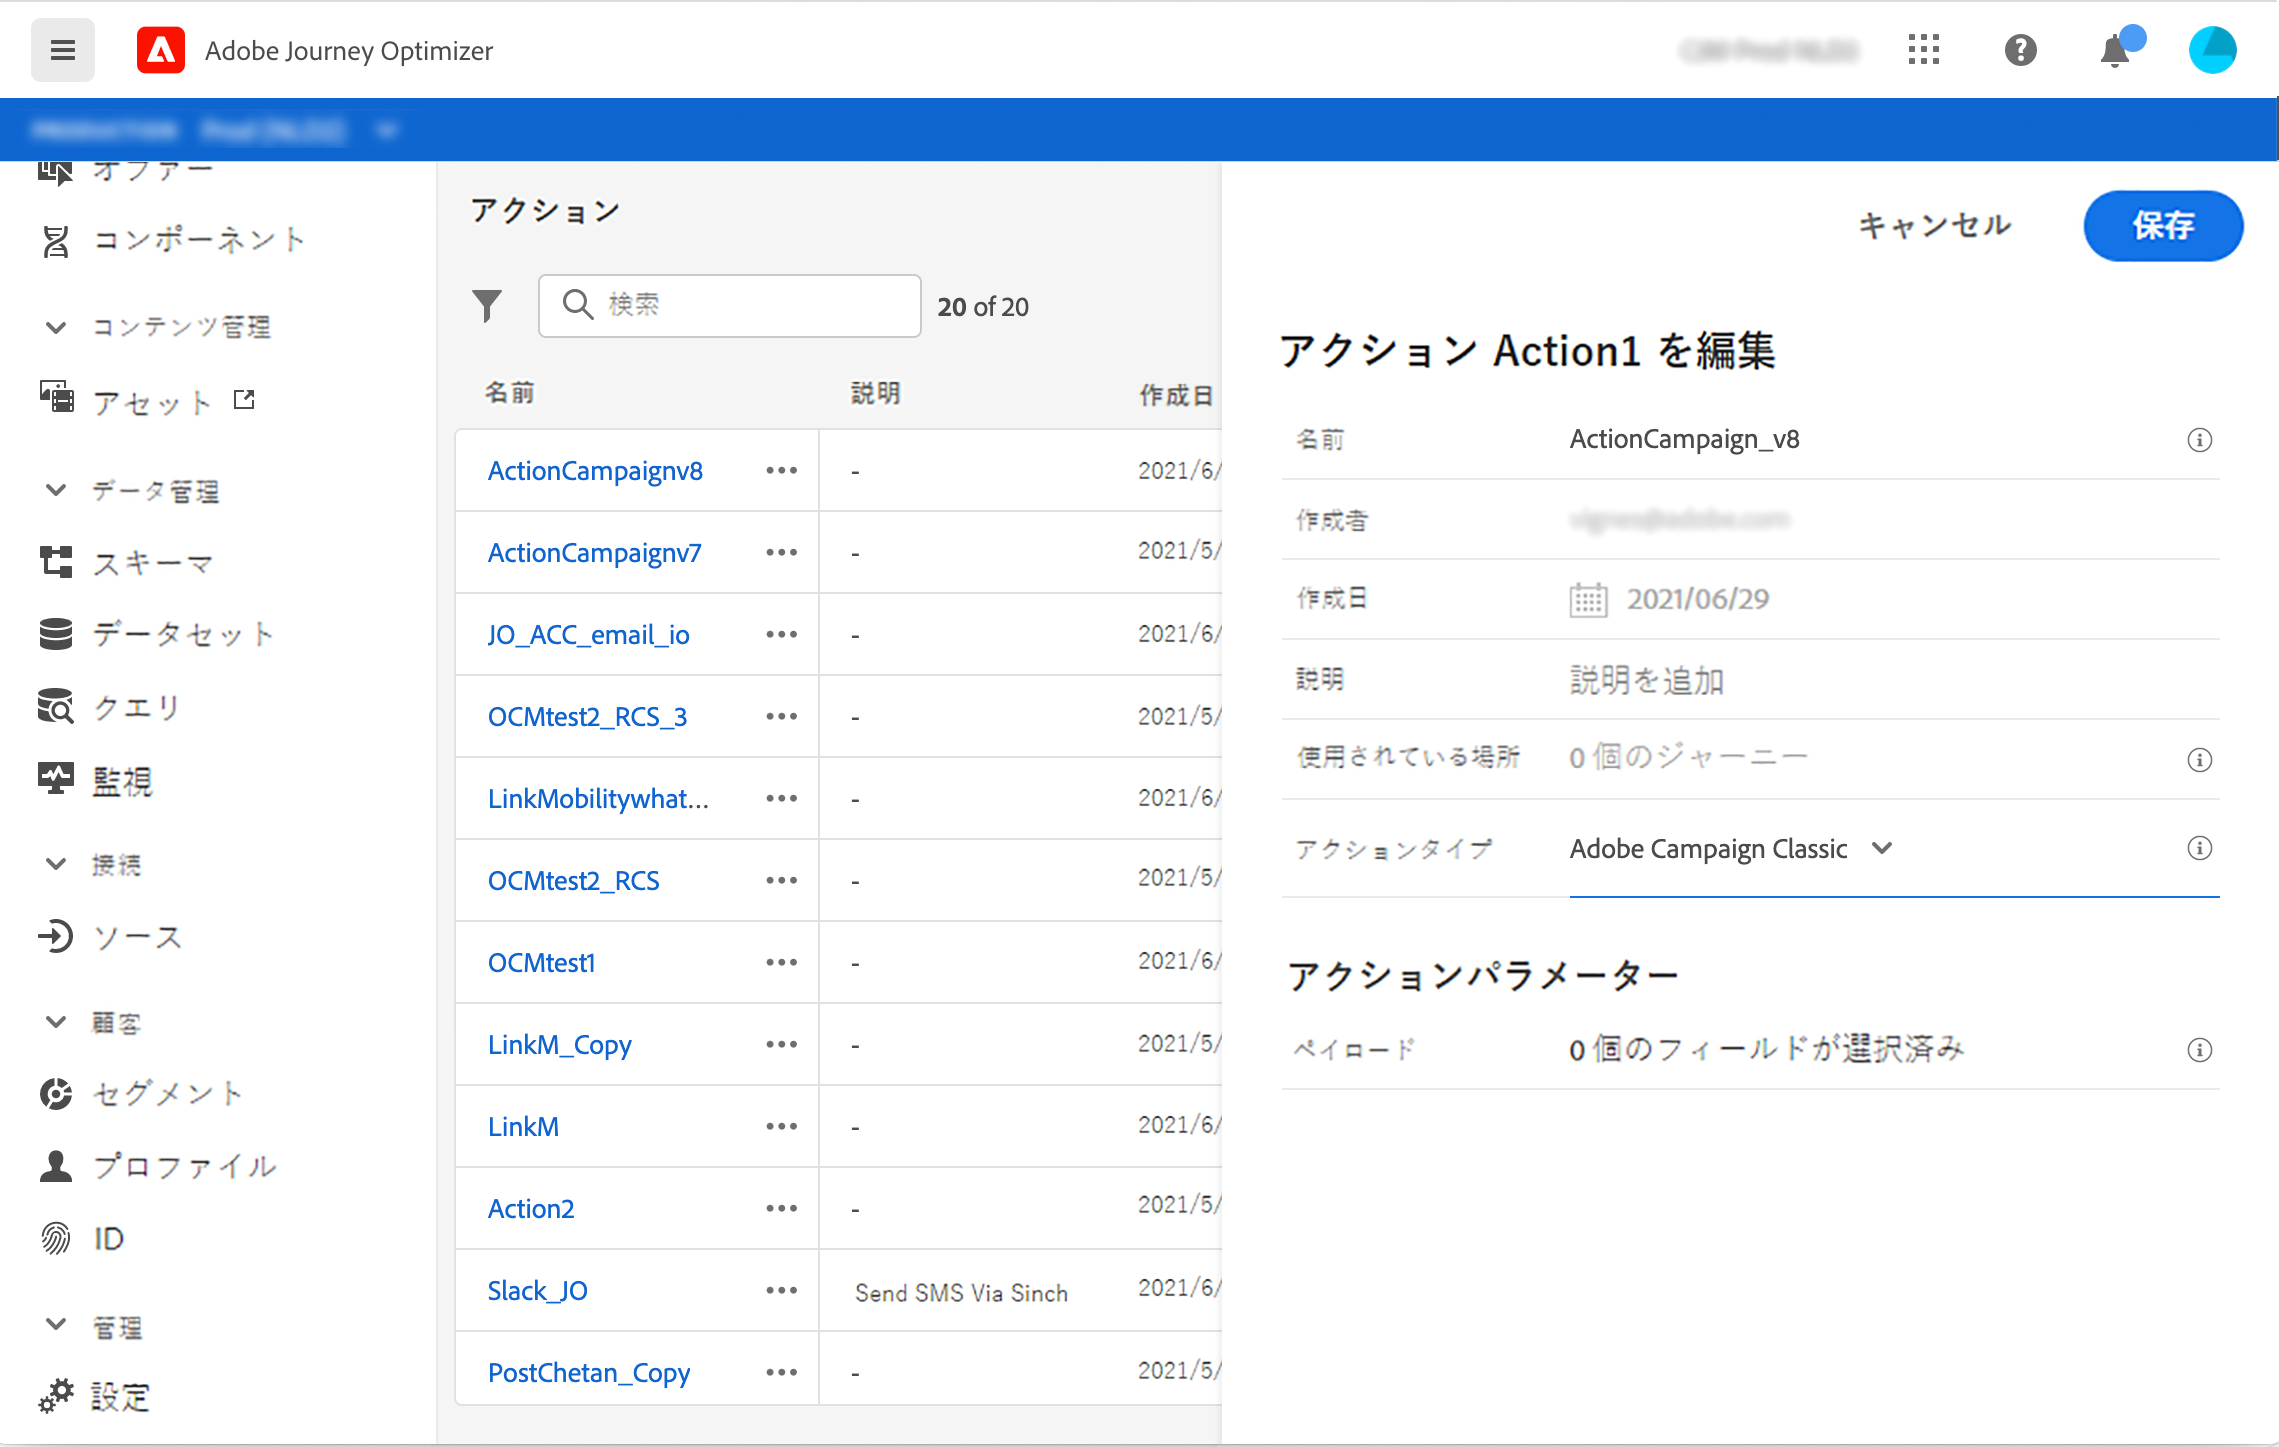 Adobe Journey Optimizer
オファー
コンポーネント
コンテンツ管理
アセット
データ管理
スキーマ
データセット
クエリ
監視
接続
ソース
顧客
セグメント
プロファイル
ID
管理
設定
アクション
検索
20 of 20
名前 説明 作成日
ActionCampaignv8 - 2021/6/
ActionCampaignv7 - 2021/5/
JO_ACC_email_io - 2021/6/
OCMtest2_RCS_3 - 2021/5/
LinkMobilitywhat... - 2021/6/
OCMtest2_RCS - 2021/5/
OCMtest1 - 2021/6/
LinkM_Copy - 2021/5/
LinkM - 2021/6/
Action2 - 2021/5/
Slack_JO Send SMS Via Sinch 2021/6/
PostChetan_Copy - 2021/5/
キャンセル
保存
アクション Action1 を編集
名前 ActionCampaign_v8
作成者
作成日 2021/06/29
説明 説明を追加
使用されている場所 0 個のジャーニー
アクションタイプ Adobe Campaign Classic
アクションパラメーター
ペイロード 0 個のフィールドが選択済み